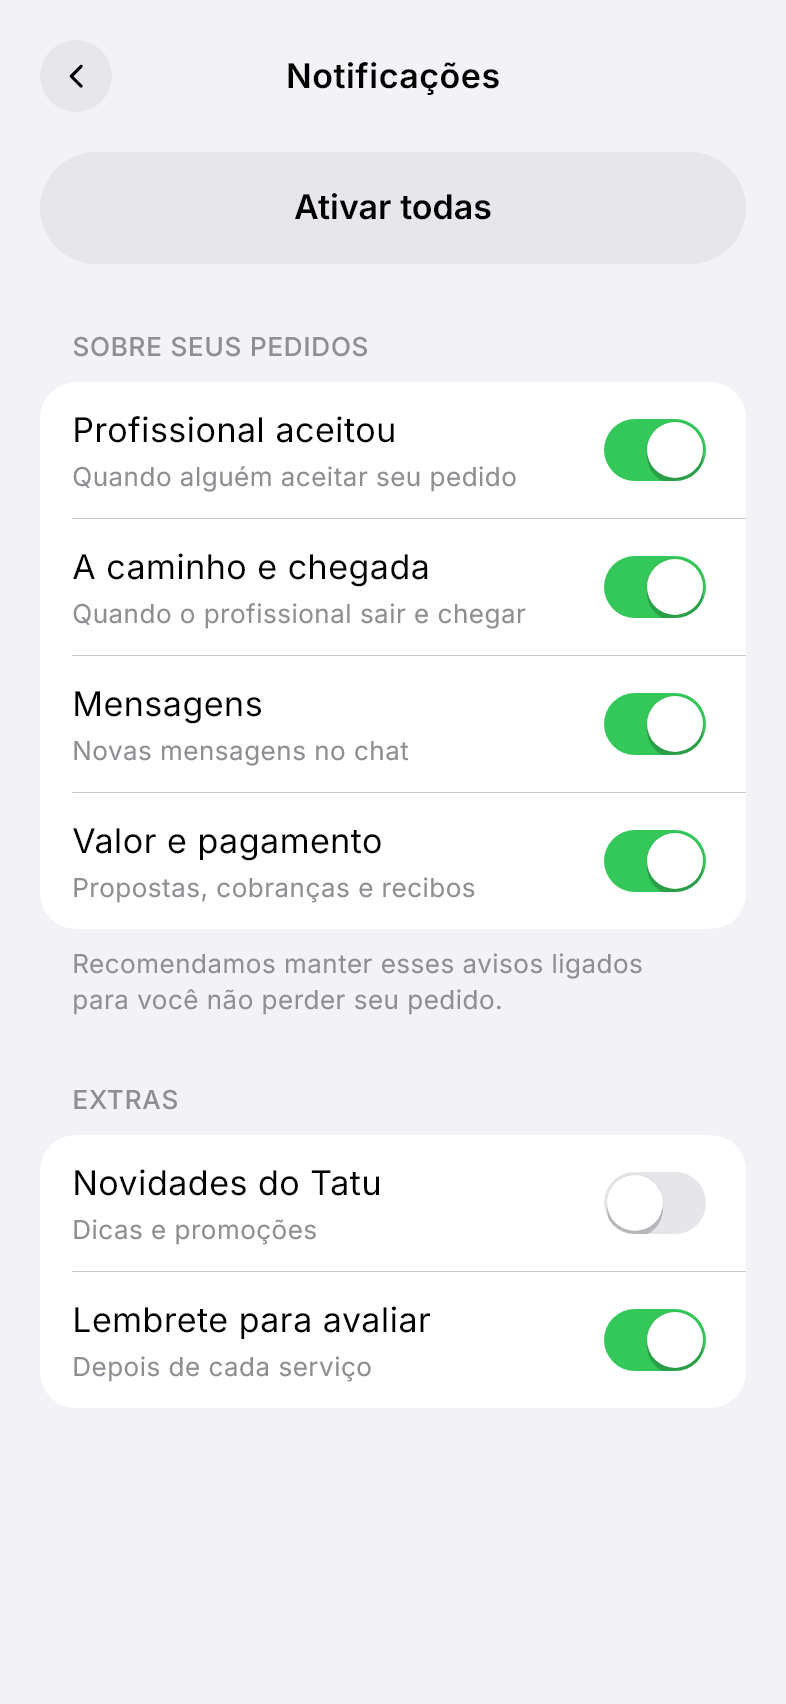 Notificações
Ativar todas
SOBRE SEUS PEDIDOS
Profissional aceitou
Quando alguém aceitar seu pedido
A caminho e chegada
Quando o profissional sair e chegar
Mensagens
Novas mensagens no chat
Valor e pagamento
Propostas, cobranças e recibos
Recomendamos manter esses avisos ligados
para você não perder seu pedido.
EXTRAS
Novidades do Tatu
Dicas e promoções
Lembrete para avaliar
Depois de cada serviço